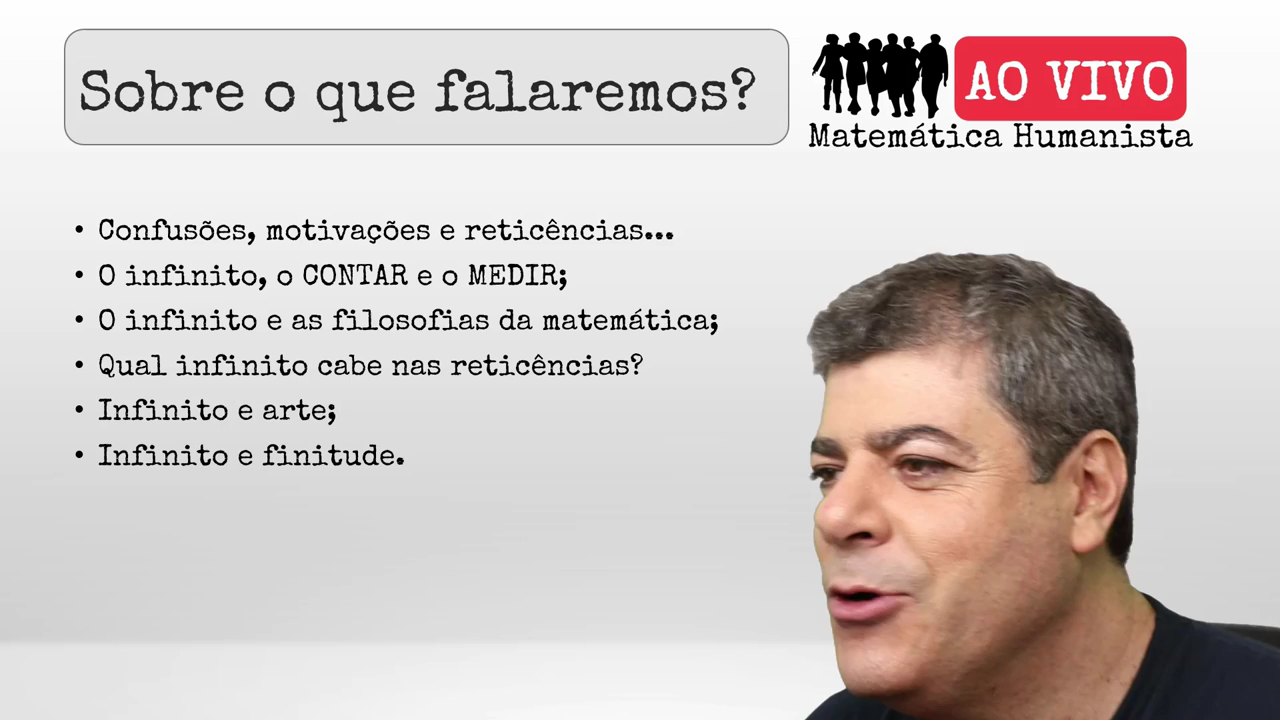 Sobre o que falaremos?
AO VIVO
Matemática Humanista
• Confusões, motivações e reticências...
• O infinito, o CONTAR e o MEDIR;
• O infinito e as filosofias da matemática;
• Qual infinito cabe nas reticências?
• Infinito e arte;
• Infinito e finitude.